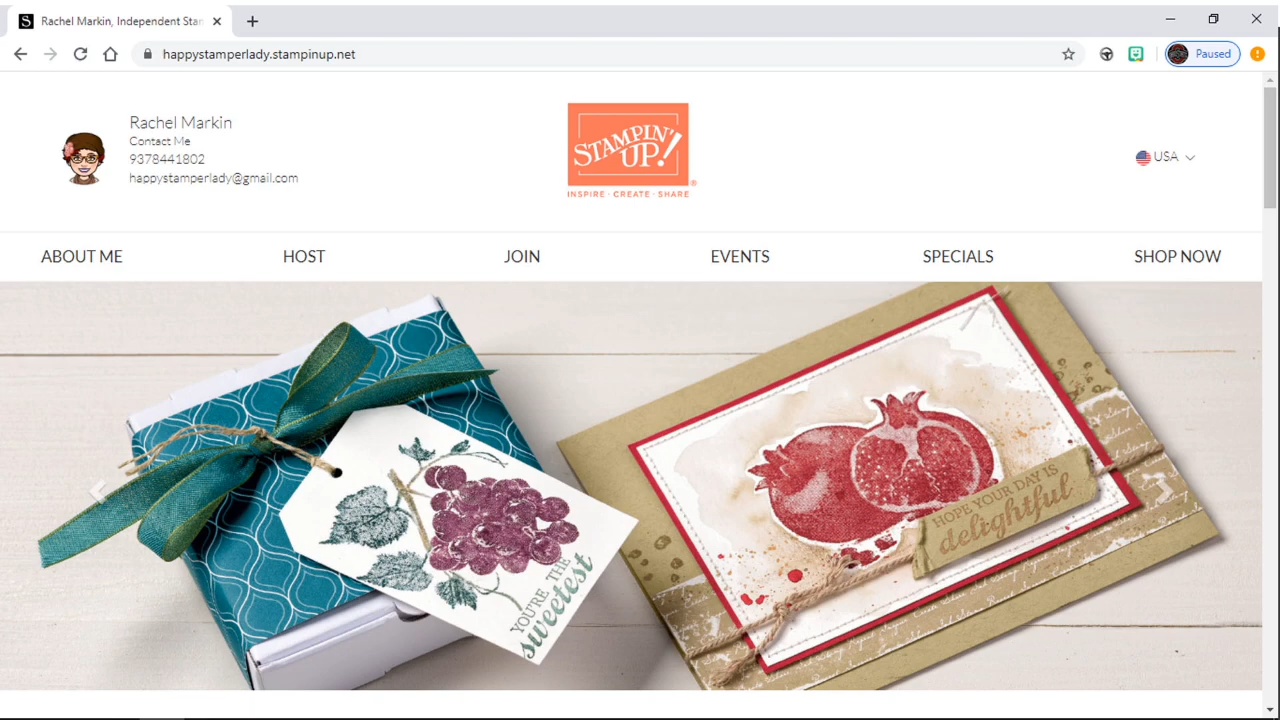 Rachel Markin, Independent Stan
happystamperlady.stampinup.net
Paused
Rachel Markin
Contact Me
9378441802
happystamperlady@gmail.com
STAMPIN' UP!®
INSPIRE · CREATE · SHARE
USA
ABOUT ME
HOST
JOIN
EVENTS
SPECIALS
SHOP NOW
YOU'RE THE
sweetest
HOPE YOUR DAY IS
delightful